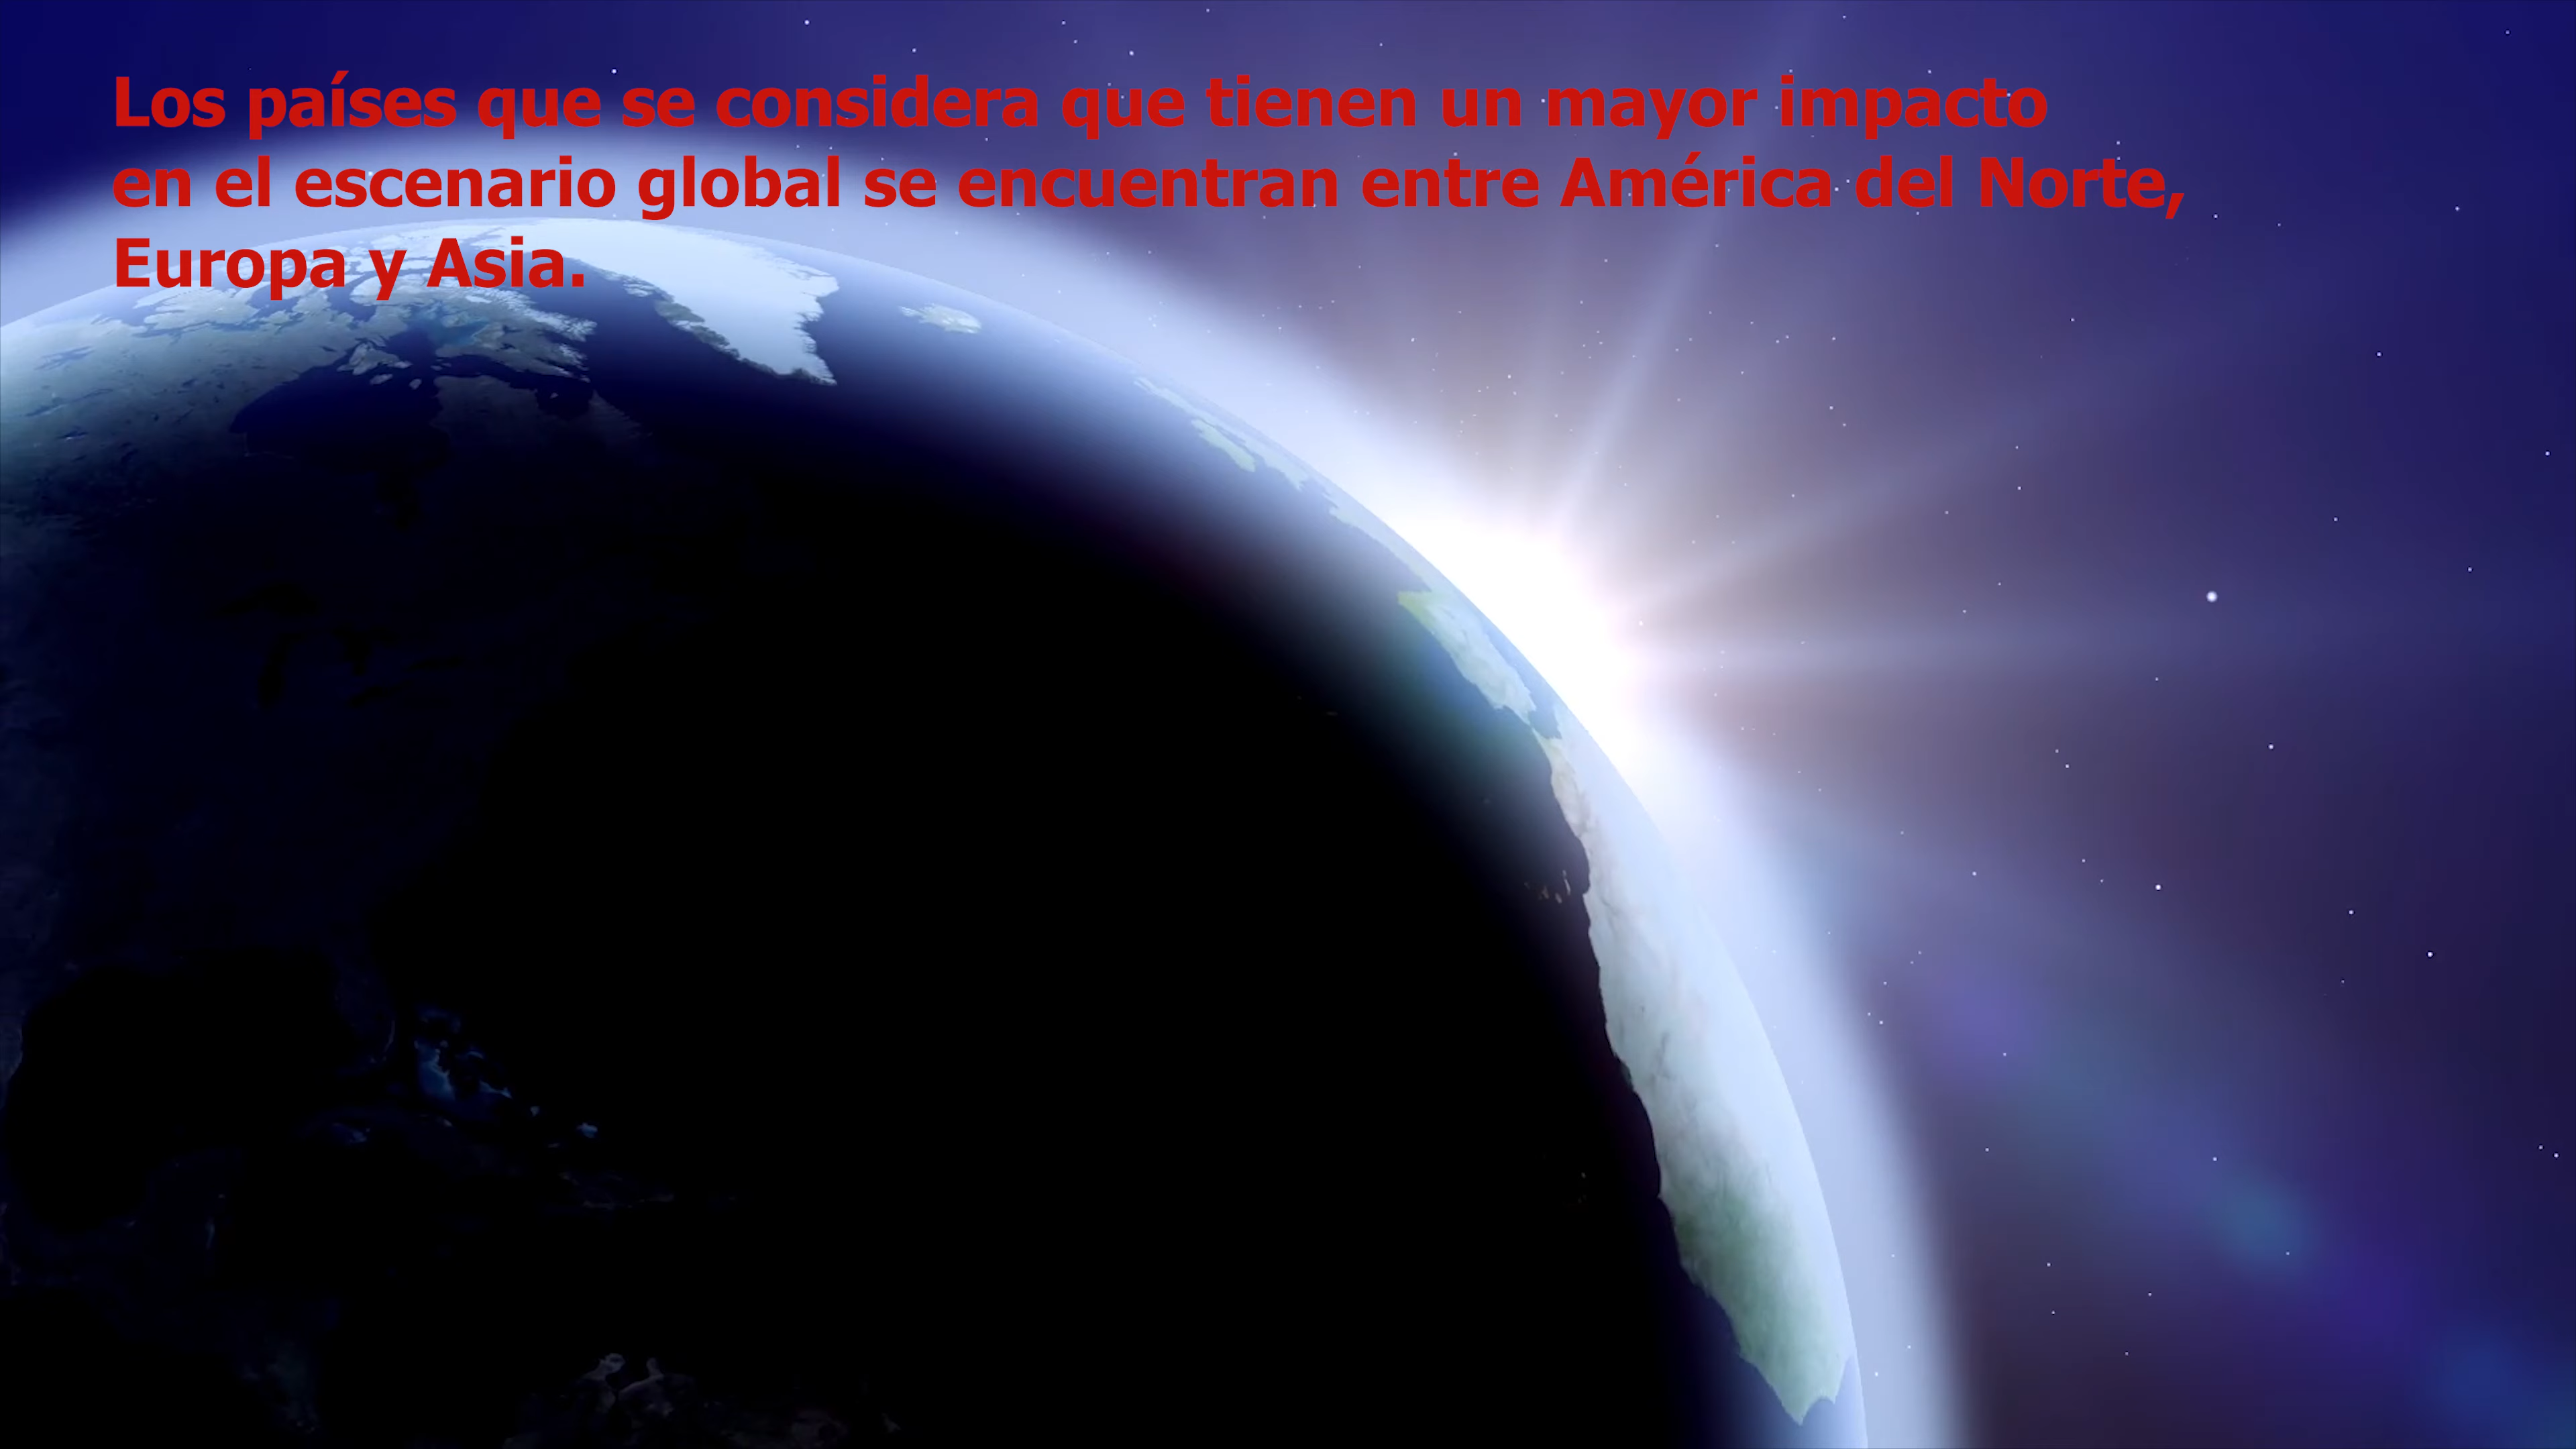 Los países que se considera que tienen un mayor impacto
en el escenario global se encuentran entre América del Norte,
Europa y Asia.